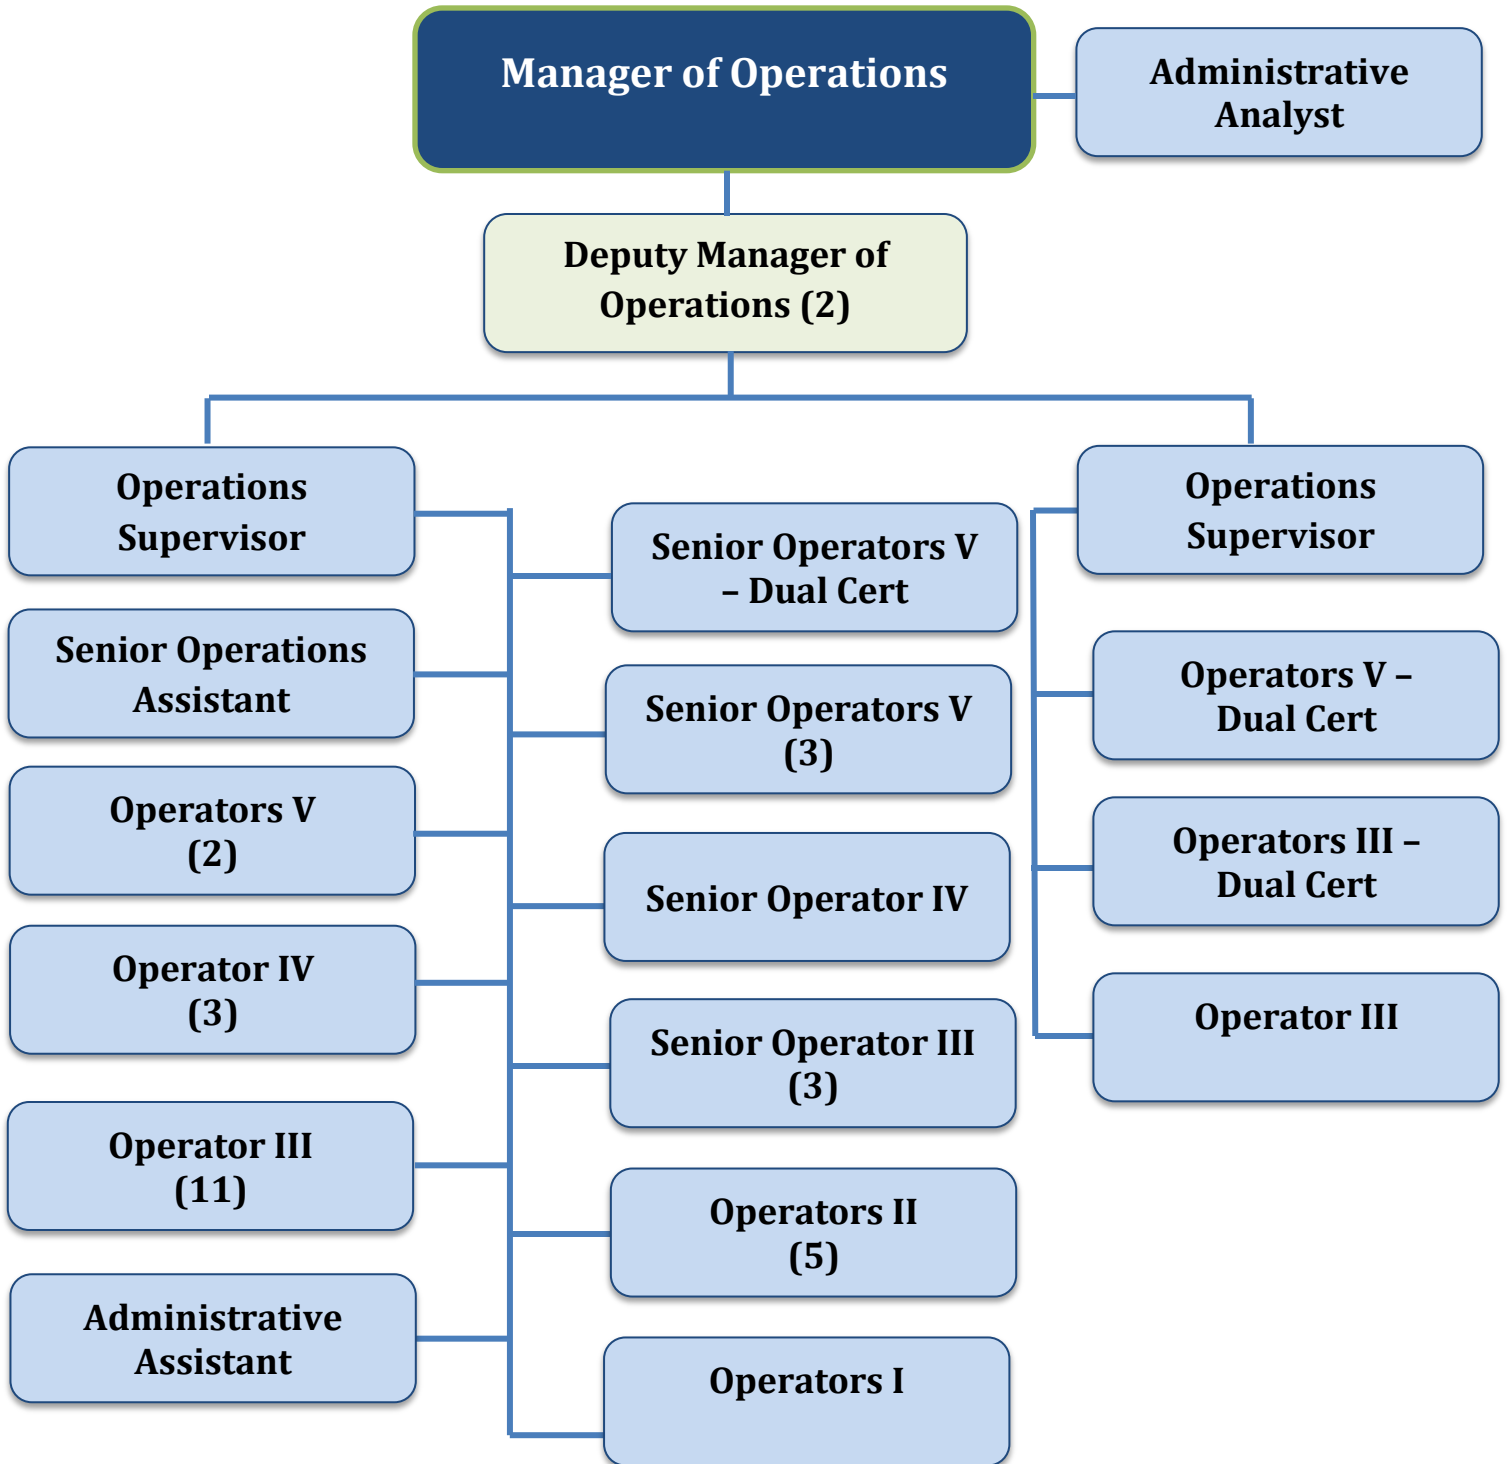 Manager of Operations
Administrative
Analyst
Deputy Manager of
Operations (2)
Operations
Supervisor
Senior Operations
Assistant
Operators V
(2)
Operator IV
(3)
Operator III
(11)
Administrative
Assistant
Senior Operators V
– Dual Cert
Senior Operators V
(3)
Senior Operator IV
Senior Operator III
(3)
Operators II
(5)
Operators I
Operations
Supervisor
Operators V –
Dual Cert
Operators III –
Dual Cert
Operator III